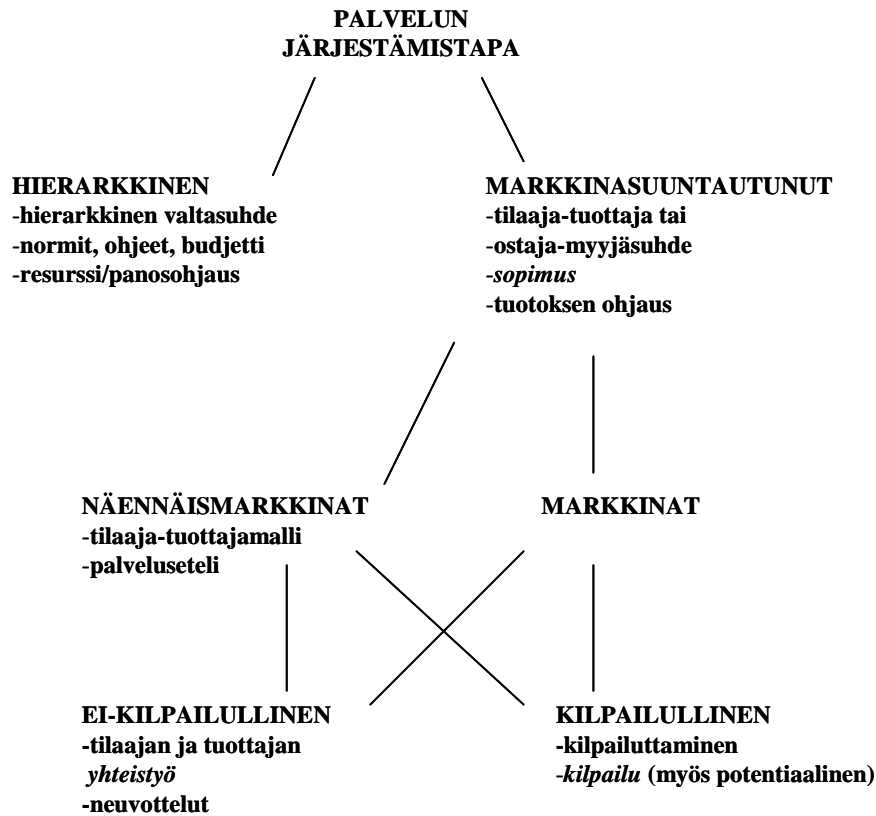 PALVELUN
JÄRJESTÄMISTAPA
HIERARKKINEN
-hierarkkinen valtasuhde
-normit, ohjeet, budjetti
-resurssi/panosohjaus
MARKKINASUUNTAUTUNUT
-tilaaja-tuottaja tai
-ostaja-myyjäsuhde
-sopimus
-tuotoksen ohjaus
NÄENNÄISMARKKINAT
-tilaaja-tuottajamalli
-palveluseteli
MARKKINAT
EI-KILPAILULLINEN
-tilaajan ja tuottajan
yhteistyö
-neuvottelut
KILPAILULLINEN
-kilpailuttaminen
-kilpailu (myös potentiaalinen)